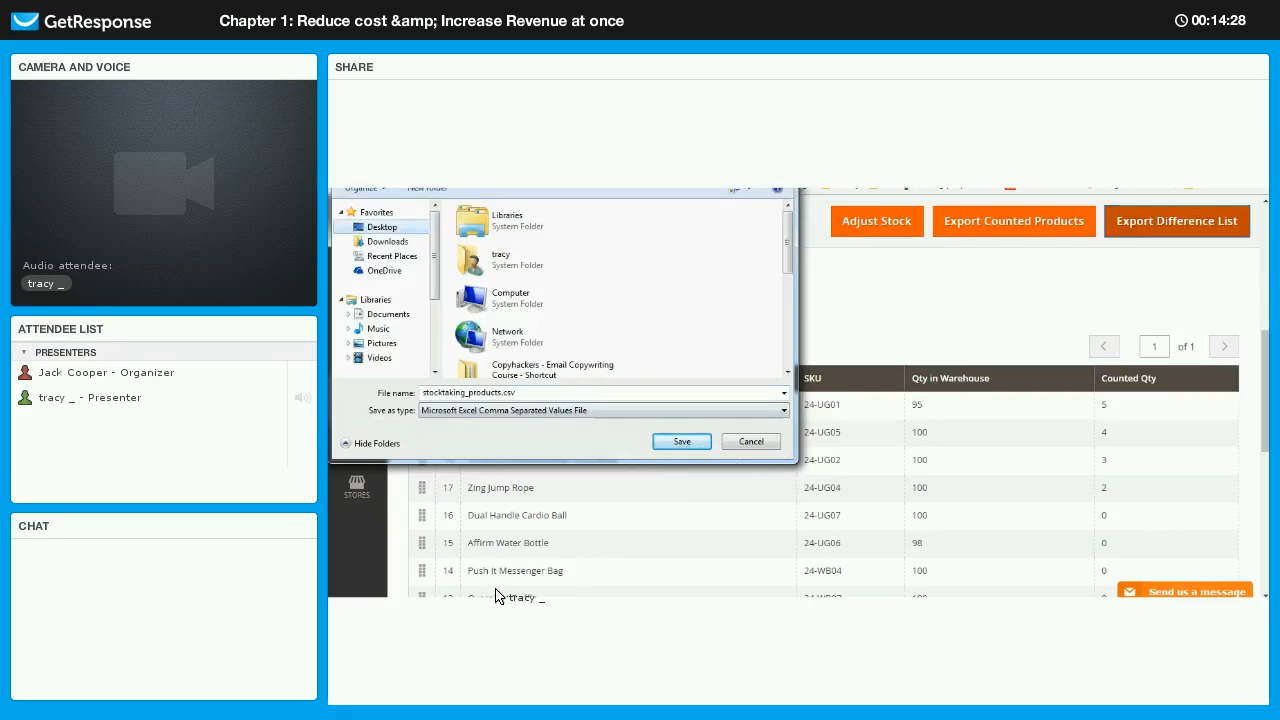 GetResponse
Chapter 1: Reduce cost &amp; Increase Revenue at once
00:14:28
CAMERA AND VOICE
Audio attendee:
tracy _
ATTENDEE LIST
PRESENTERS
Jack Cooper - Organizer
tracy _ - Presenter
CHAT
SHARE
Organize
New folder
Favorites
Desktop
Downloads
Recent Places
OneDrive
Libraries
Documents
Music
Pictures
Videos
Libraries
System Folder
tracy
System Folder
Computer
System Folder
Network
System Folder
Copyhackers - Email Copywriting
Course - Shortcut
File name: stocktaking_products.csv
Save as type: Microsoft Excel Comma Separated Values File
Hide Folders
Save
Cancel
Adjust Stock
Export Counted Products
Export Difference List
1 of 1
SKU Qty in Warehouse Counted Qty
24-UG01 95 5
24-UG05 100 4
24-UG02 100 3
17 Zing Jump Rope 24-UG04 100 2
16 Dual Handle Cardio Ball 24-UG07 100 0
15 Affirm Water Bottle 24-UG06 98 0
14 Push It Messenger Bag 24-WB04 100 0
STORES
tracy _
Send us a message